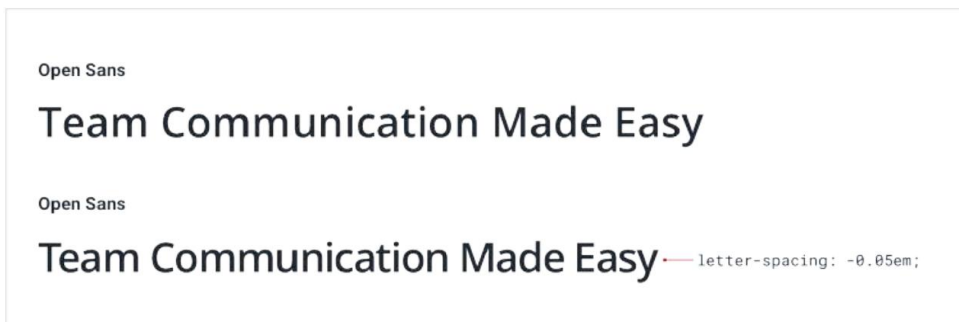 Open Sans
Team Communication Made Easy
Open Sans
Team Communication Made Easy letter-spacing: -0.05em;